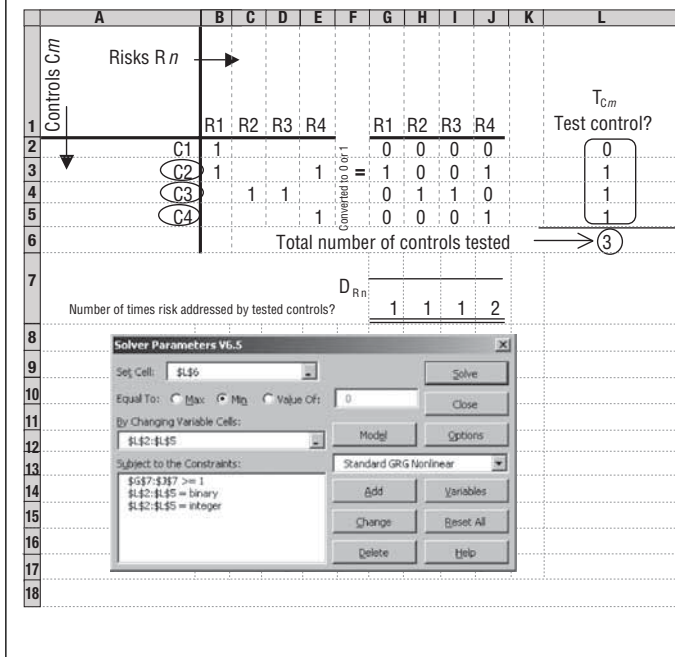 A B C D E F G H I J K L
Controls Cm
Risks R n
T Cm
1 R1 R2 R3 R4 R1 R2 R3 R4 Test control?
Converted to 0 or 1
2 C1 1 0 0 0 0 0
3 C2 1 1 = 1 0 0 1 1
4 C3 1 1 0 1 1 0 1
5 C4 1 0 0 0 1 1
6 Total number of controls tested 3
7 D R n
Number of times risk addressed by tested controls? 1 1 1 2
8
Solver Parameters V6.5
9 Set Cell: $L$6 Solve
10 Equal To: Max Min Value Of: 0 Close
11 By Changing Variable Cells:
12 $L$2:$L$5 Model Options
13 Subject to the Constraints: Standard GRG Nonlinear
$G$7:$J$7 >= 1
14 $L$2:$L$5 = binary Add Variables
$L$2:$L$5 = integer
15 Change Reset All
16 Delete Help
17
18